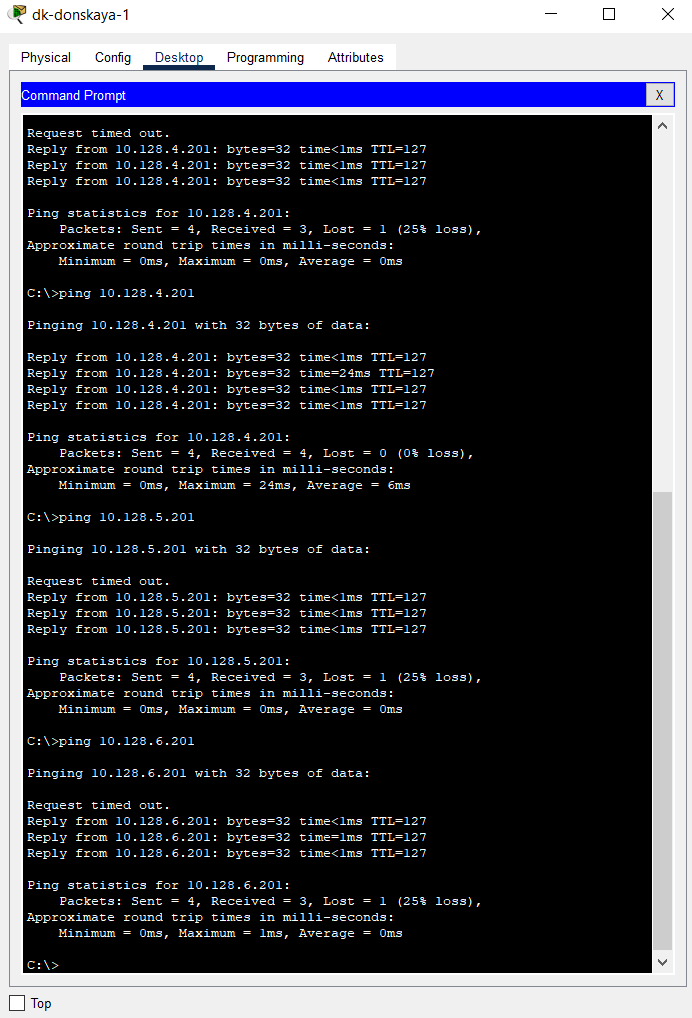 dk-donskaya-1
Physical Config Desktop Programming Attributes
Command Prompt X
Request timed out.
Reply from 10.128.4.201: bytes=32 time<1ms TTL=127
Reply from 10.128.4.201: bytes=32 time<1ms TTL=127
Reply from 10.128.4.201: bytes=32 time<1ms TTL=127
Ping statistics for 10.128.4.201:
Packets: Sent = 4, Received = 3, Lost = 1 (25% loss),
Approximate round trip times in milli-seconds:
Minimum = 0ms, Maximum = 0ms, Average = 0ms
C:\>ping 10.128.4.201
Pinging 10.128.4.201 with 32 bytes of data:
Reply from 10.128.4.201: bytes=32 time<1ms TTL=127
Reply from 10.128.4.201: bytes=32 time=24ms TTL=127
Reply from 10.128.4.201: bytes=32 time<1ms TTL=127
Reply from 10.128.4.201: bytes=32 time<1ms TTL=127
Ping statistics for 10.128.4.201:
Packets: Sent = 4, Received = 4, Lost = 0 (0% loss),
Approximate round trip times in milli-seconds:
Minimum = 0ms, Maximum = 24ms, Average = 6ms
C:\>ping 10.128.5.201
Pinging 10.128.5.201 with 32 bytes of data:
Request timed out.
Reply from 10.128.5.201: bytes=32 time<1ms TTL=127
Reply from 10.128.5.201: bytes=32 time<1ms TTL=127
Reply from 10.128.5.201: bytes=32 time<1ms TTL=127
Ping statistics for 10.128.5.201:
Packets: Sent = 4, Received = 3, Lost = 1 (25% loss),
Approximate round trip times in milli-seconds:
Minimum = 0ms, Maximum = 0ms, Average = 0ms
C:\>ping 10.128.6.201
Pinging 10.128.6.201 with 32 bytes of data:
Request timed out.
Reply from 10.128.6.201: bytes=32 time<1ms TTL=127
Reply from 10.128.6.201: bytes=32 time=1ms TTL=127
Reply from 10.128.6.201: bytes=32 time<1ms TTL=127
Ping statistics for 10.128.6.201:
Packets: Sent = 4, Received = 3, Lost = 1 (25% loss),
Approximate round trip times in milli-seconds:
Minimum = 0ms, Maximum = 1ms, Average = 0ms
C:\>
Top